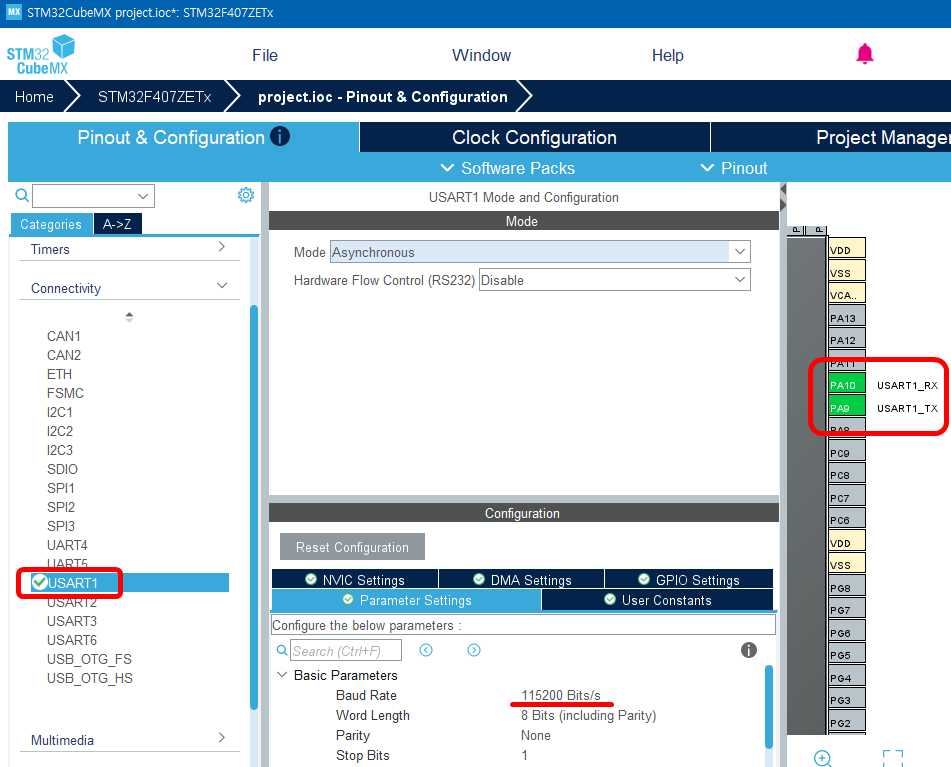 MX STM32CubeMX project.ioc*: STM32F407ZETx
STM32
CubeMX
File
Window
Help
Home
STM32F407ZETx
project.ioc - Pinout & Configuration
Pinout & Configuration
Clock Configuration
Project Manager
Software Packs
Pinout
Categories
A->Z
Timers
Connectivity
CAN1
CAN2
ETH
FSMC
I2C1
I2C2
I2C3
SDIO
SPI1
SPI2
SPI3
UART4
UART5
USART1
USART2
USART3
USART6
USB_OTG_FS
USB_OTG_HS
Multimedia
USART1 Mode and Configuration
Mode
Mode Asynchronous
Hardware Flow Control (RS232) Disable
Configuration
Reset Configuration
NVIC Settings
DMA Settings
GPIO Settings
Parameter Settings
User Constants
Configure the below parameters :
Search (Ctrl+F)
Basic Parameters
Baud Rate 115200 Bits/s
Word Length 8 Bits (including Parity)
Parity None
Stop Bits 1
P P
VDD
VSS
VCA..
PA13
PA12
PA11
PA10 USART1_RX
PA9 USART1_TX
PA8
PC9
PC8
PC7
PC6
VDD
VSS
PG8
PG7
PG6
PG5
PG4
PG3
PG2